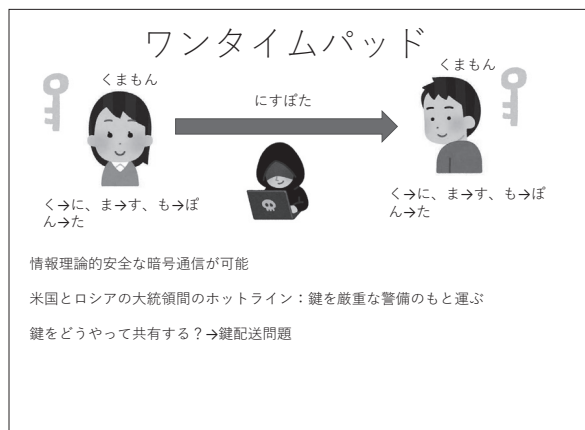 ワンタイムパッド
くまもん
にすぽた
くまもん
く→に、ま→す、も→ぽ
ん→た
く→に、ま→す、も→ぽ
ん→た
情報理論的安全な暗号通信が可能
米国とロシアの大統領間のホットライン：鍵を厳重な警備のもと運ぶ
鍵をどうやって共有する？→鍵配送問題